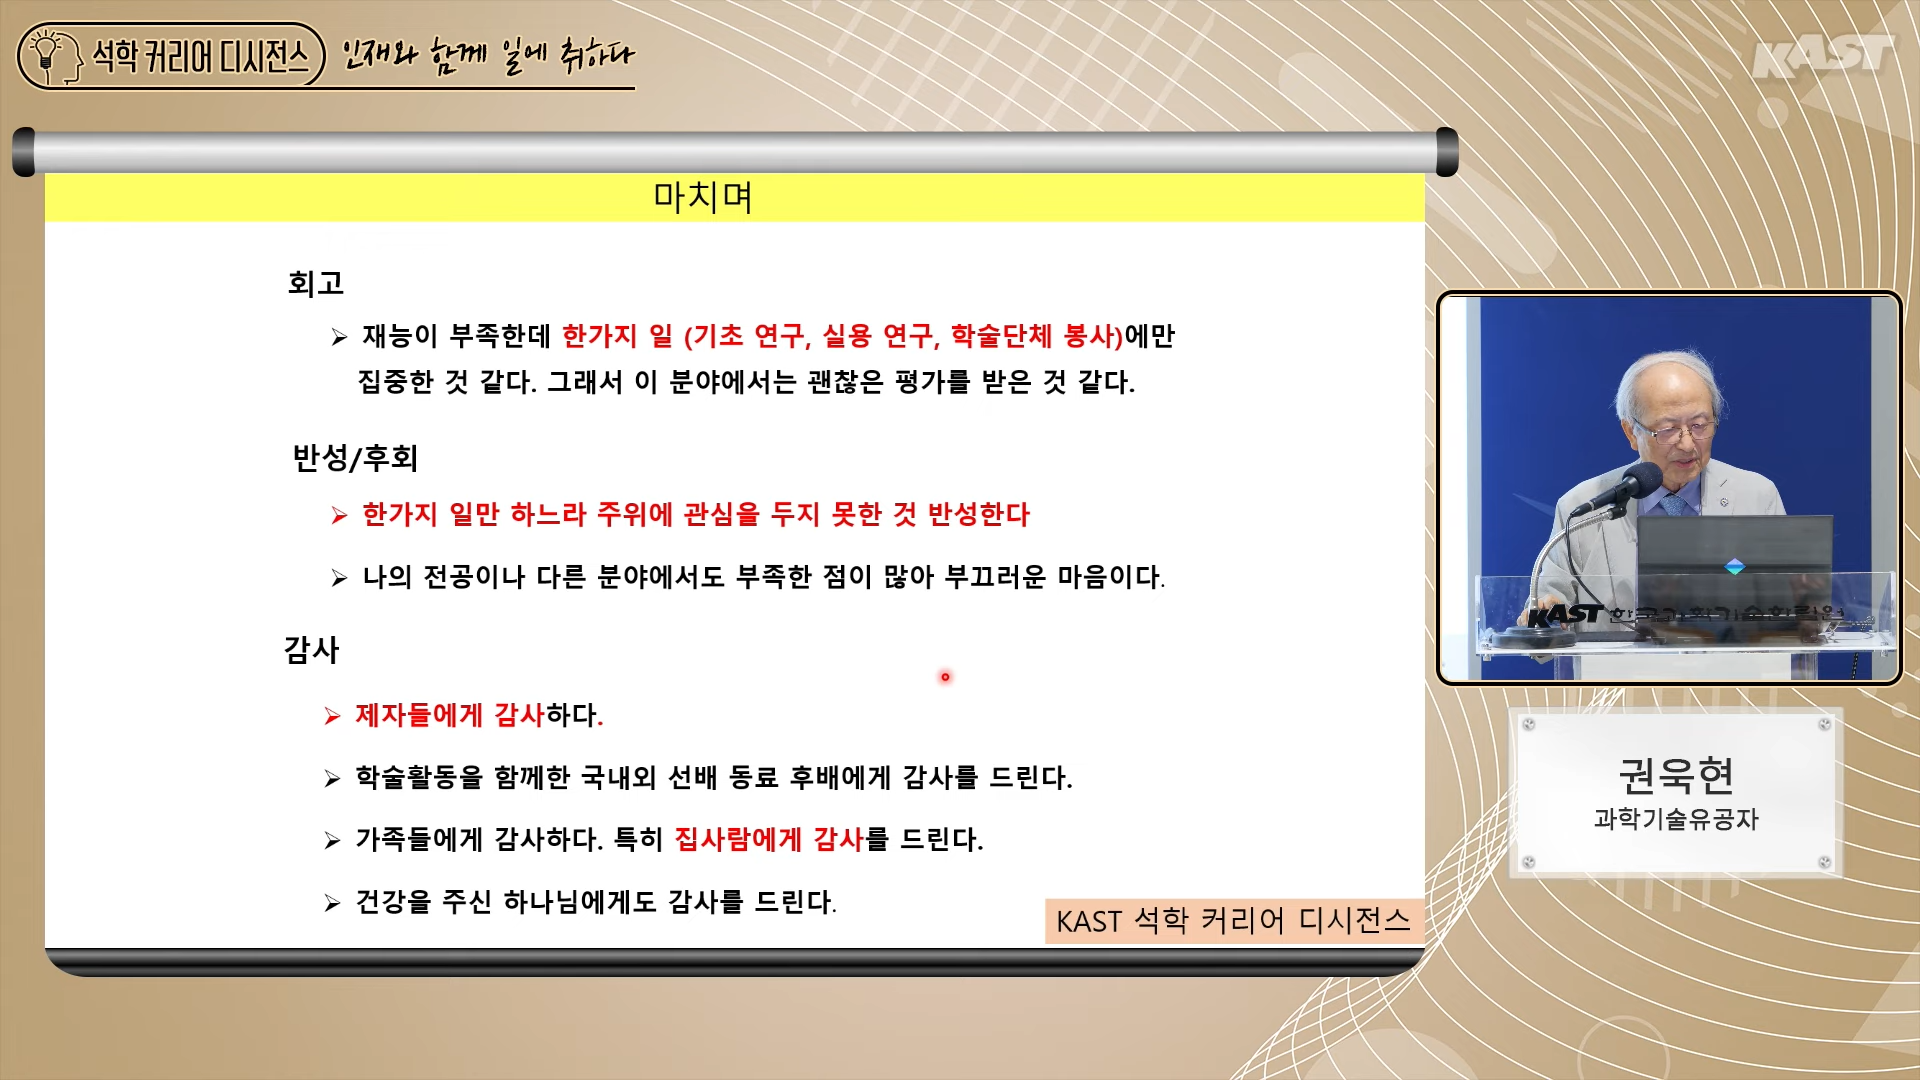 석학 커리어 디시전스 인재와 함께 일에 취하다
KAST
마치며
회고
➢ 재능이 부족한데 한가지 일 (기초 연구, 실용 연구, 학술단체 봉사)에만
집중한 것 같다. 그래서 이 분야에서는 괜찮은 평가를 받은 것 같다.
반성/후회
➢ 한가지 일만 하느라 주위에 관심을 두지 못한 것 반성한다
➢ 나의 전공이나 다른 분야에서도 부족한 점이 많아 부끄러운 마음이다.
감사
➢ 제자들에게 감사하다.
➢ 학술활동을 함께한 국내외 선배 동료 후배에게 감사를 드린다.
➢ 가족들에게 감사하다. 특히 집사람에게 감사를 드린다.
➢ 건강을 주신 하나님에게도 감사를 드린다.
KAST 석학 커리어 디시전스
KAST 한국과학기술한림원
권욱현
과학기술유공자